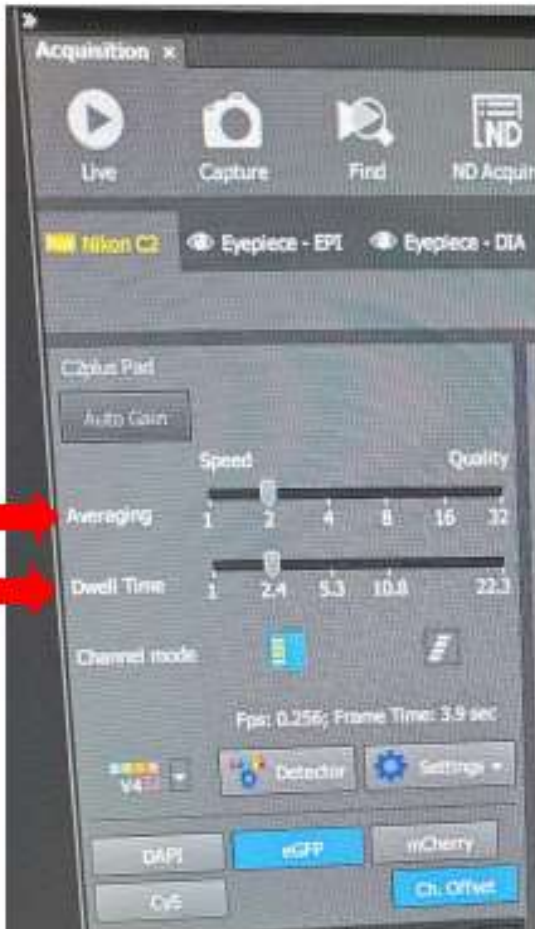 Acquisition ×
Live Capture Find ND Acquir
Nikon C2 Eyepiece - EPI Eyepiece - DIA
C2plus Pad
Auto Gain
Speed Quality
Averaging
1 2 4 8 16 32
Dwell Time
1 2.4 5.3 10.8 22.3
Channel mode
Fps: 0.256; Frame Time: 3.9 sec
V4 Detector Settings
DAPI eGFP mCherry
Cy5 Ch. Offset